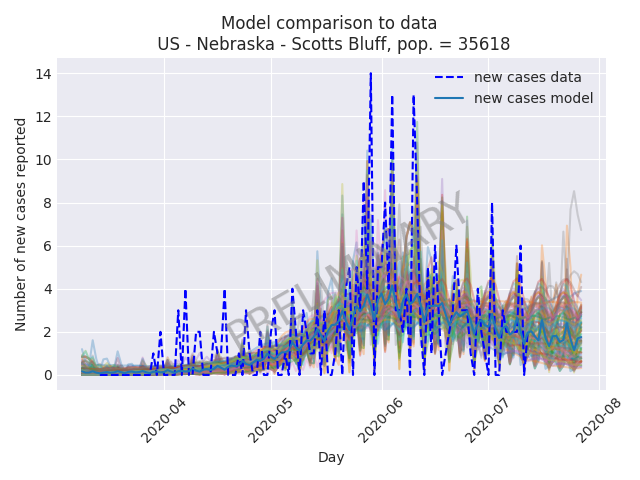 Model comparison to data
US - Nebraska - Scotts Bluff, pop. = 35618
14
12
10
8
6
4
2
0
Number of new cases reported
new cases data
new cases model
PRELIMINARY
2020-04
2020-05
2020-06
2020-07
2020-08
Day